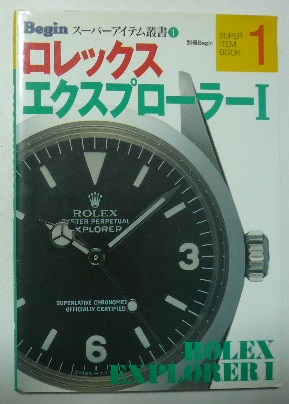 Begin スーパーアイテム叢書❶
別冊Begin
SUPER
ITEM
BOOK
1
ロレックス
エクスプローラーI
ROLEX
OYSTER PERPETUAL
EXPLORER
3
9
6
SUPERLATIVE CHRONOMETER
OFFICIALLY CERTIFIED
ROLEX
EXPLORER I